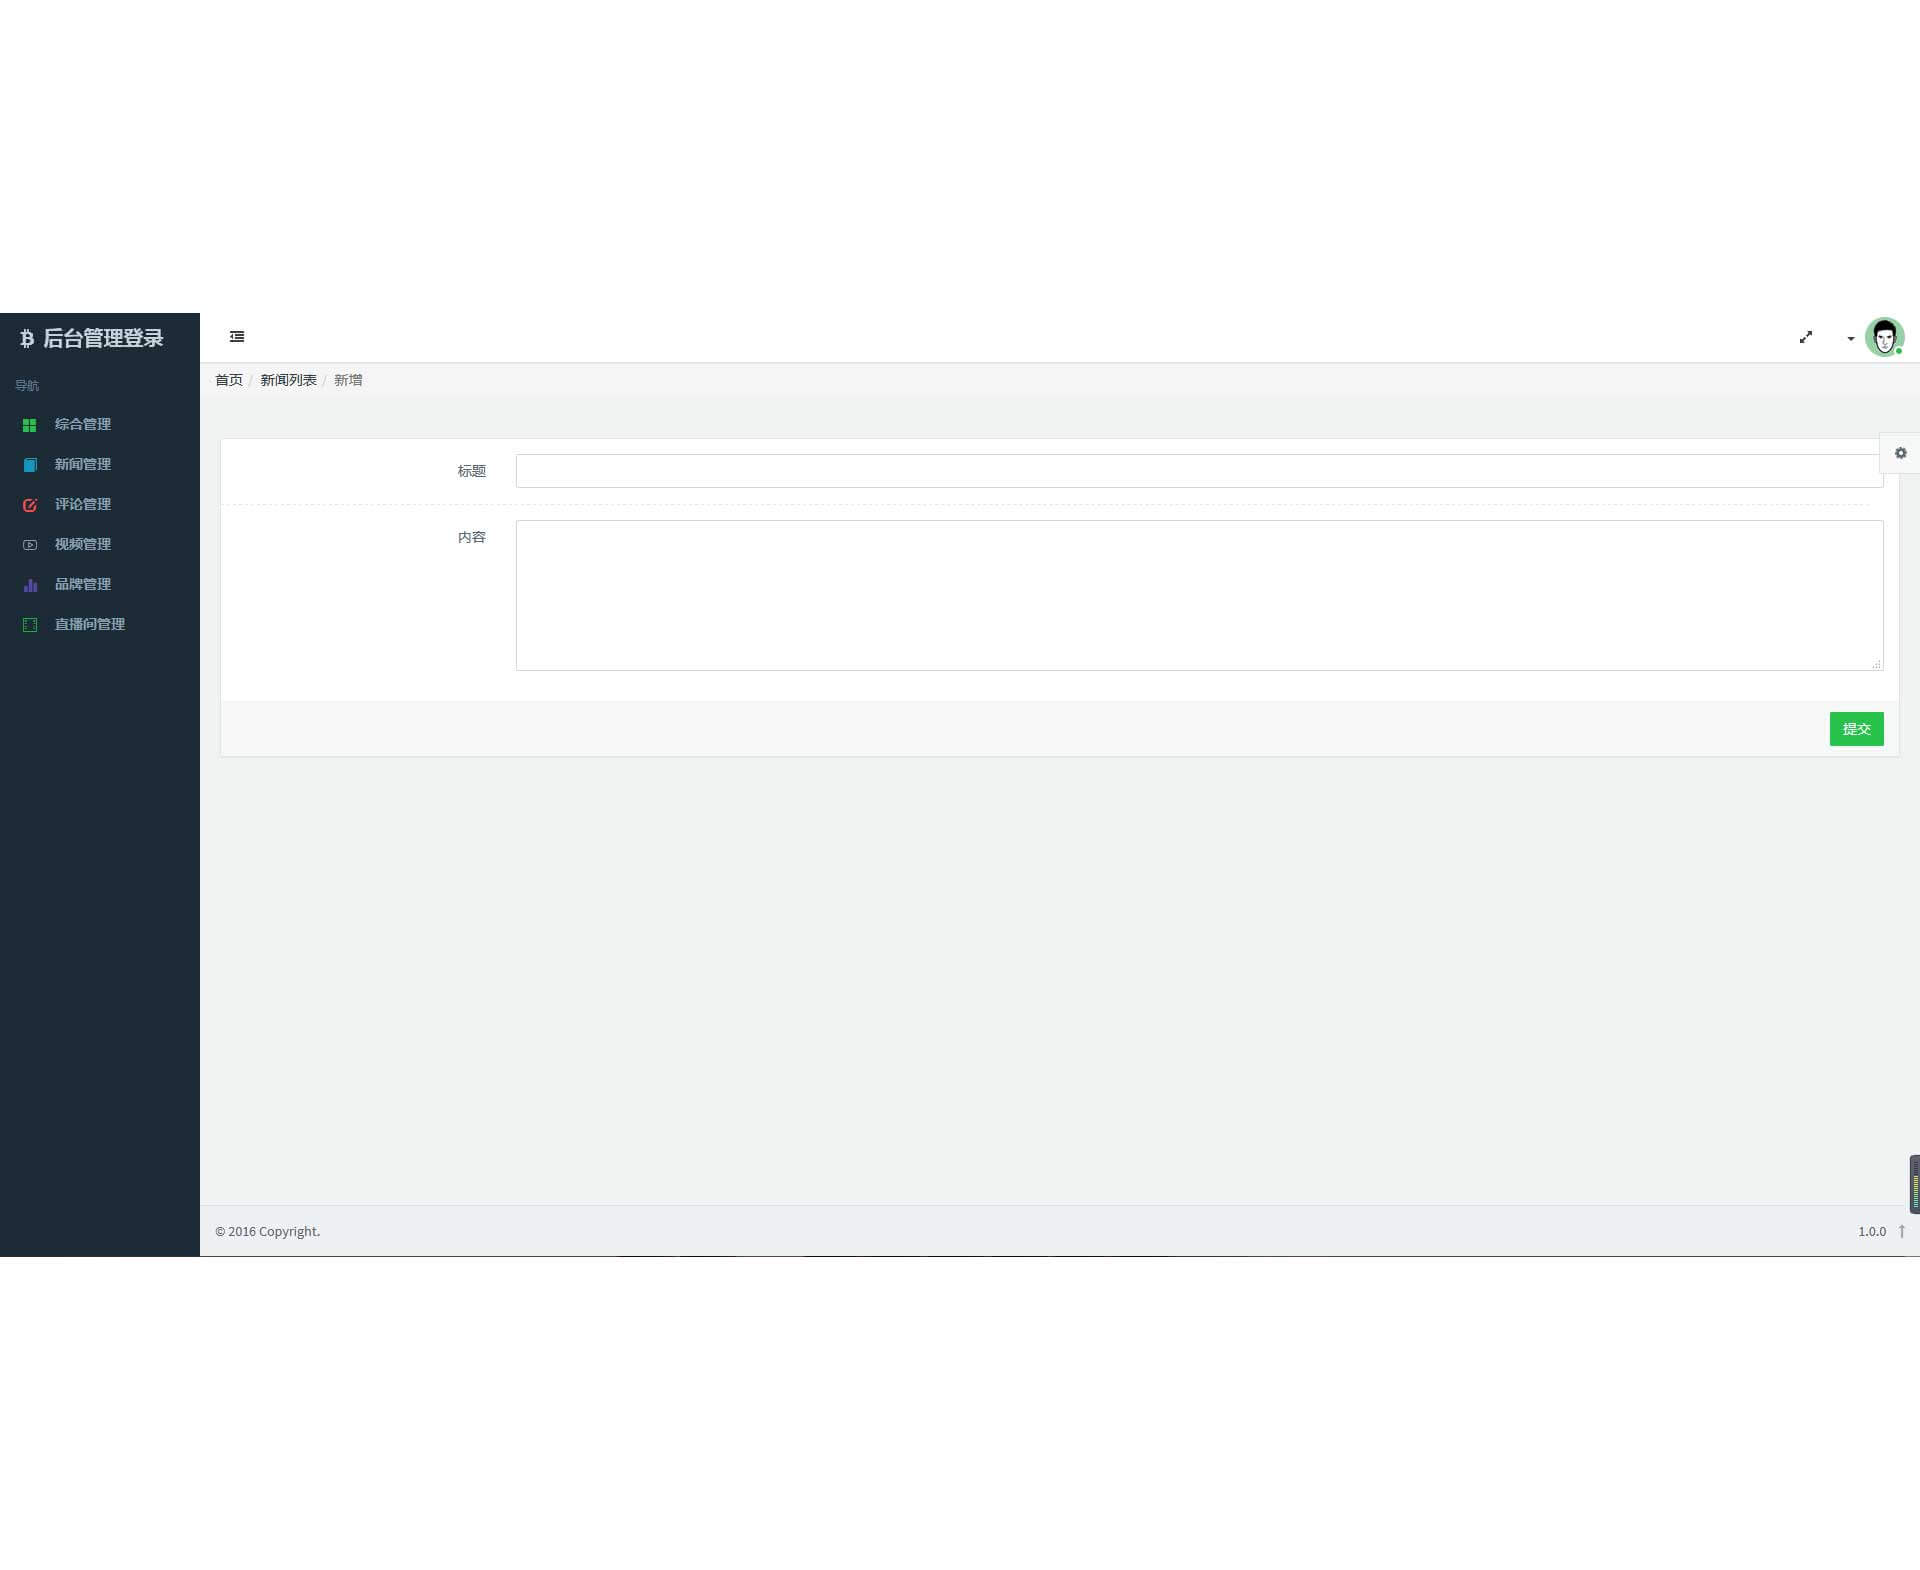 后台管理登录
导航
综合管理
新闻管理
评论管理
视频管理
品牌管理
直播间管理
首页 / 新闻列表 / 新增
标题
内容
提交
© 2016 Copyright.
1.0.0